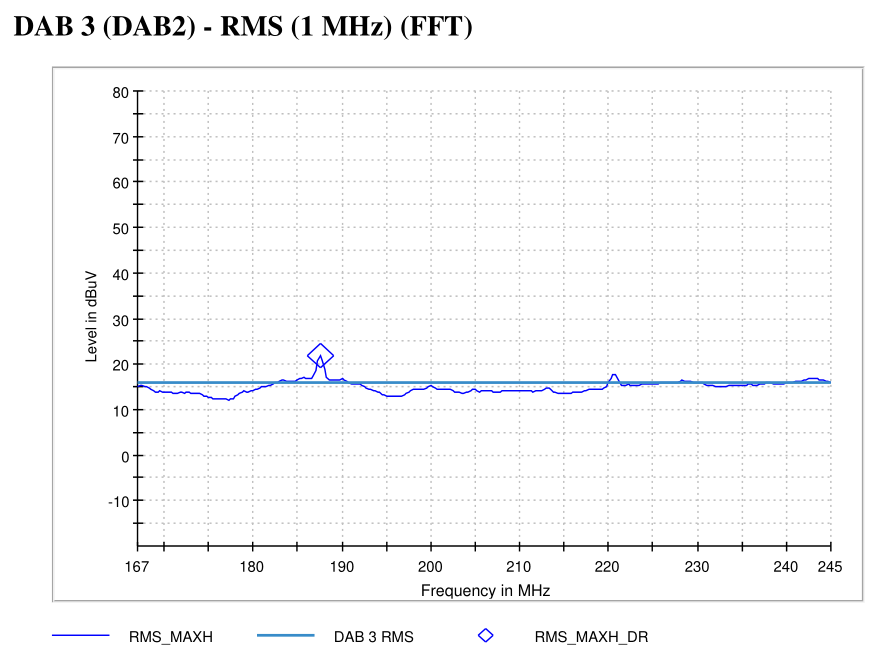 DAB 3 (DAB2) - RMS (1 MHz) (FFT)
80
70
60
50
40
30
20
10
0
-10
Level in dBuV
167 180 190 200 210 220 230 240 245
Frequency in MHz
RMS_MAXH DAB 3 RMS RMS_MAXH_DR